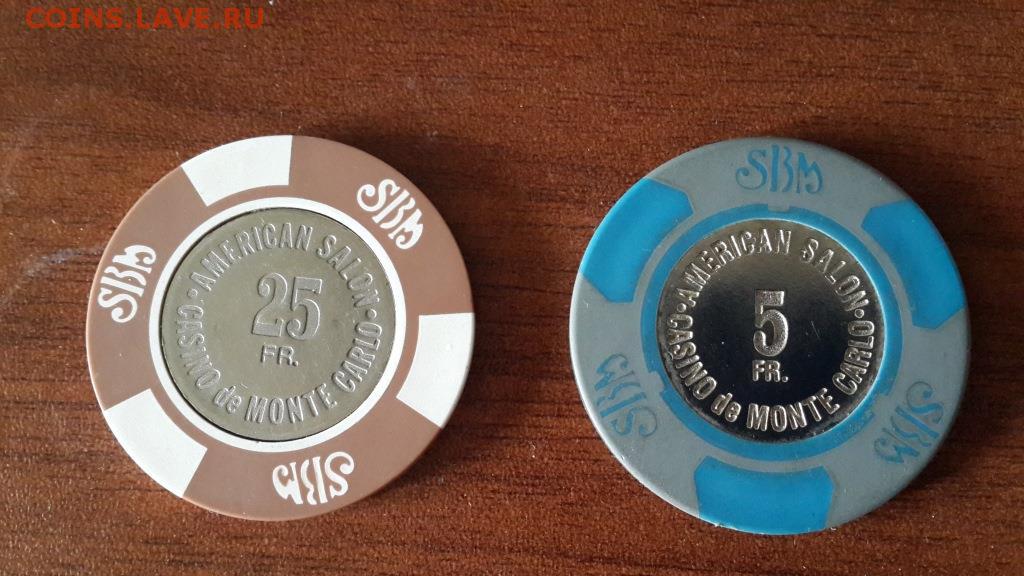 COINS.LAVE.RU
SBM
SBM
SBM
·AMERICAN SALON·
25
FR.
CASINO de MONTE CARLO
SBM
SBM
SBM
·AMERICAN SALON·
5
FR.
CASINO de MONTE CARLO